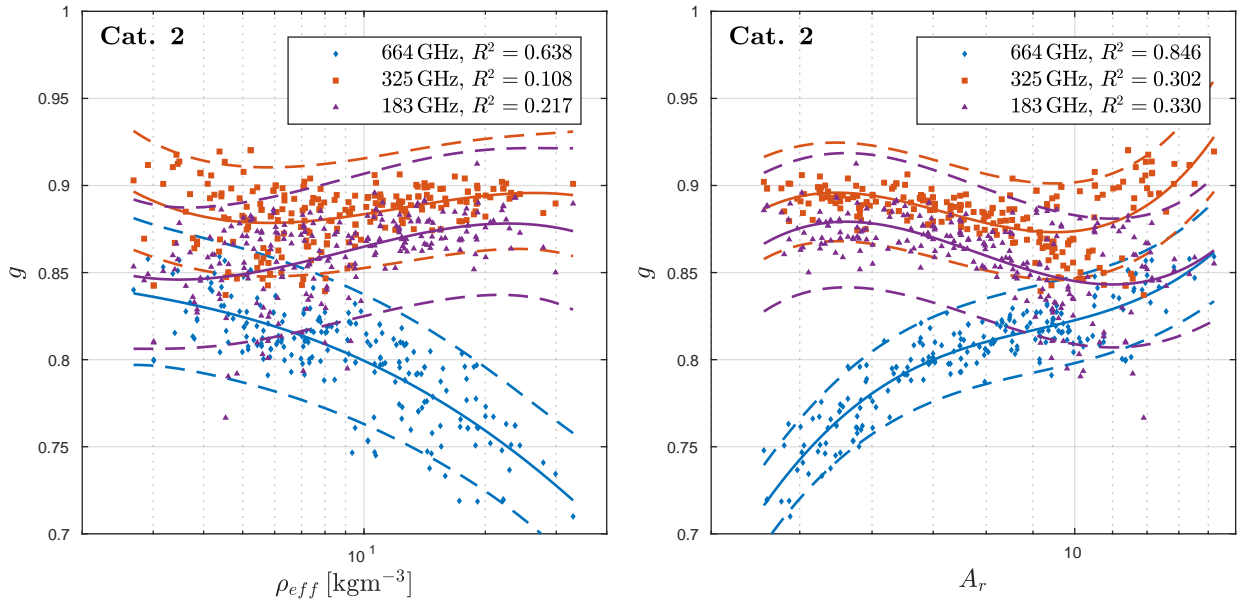 Cat. 2
664 GHz, R² = 0.638
325 GHz, R² = 0.108
183 GHz, R² = 0.217
1
0.95
0.9
0.85
0.8
0.75
0.7
g
10¹
ρ_eff [kgm⁻³]
Cat. 2
664 GHz, R² = 0.846
325 GHz, R² = 0.302
183 GHz, R² = 0.330
1
0.95
0.9
0.85
0.8
0.75
0.7
g
10
A_r